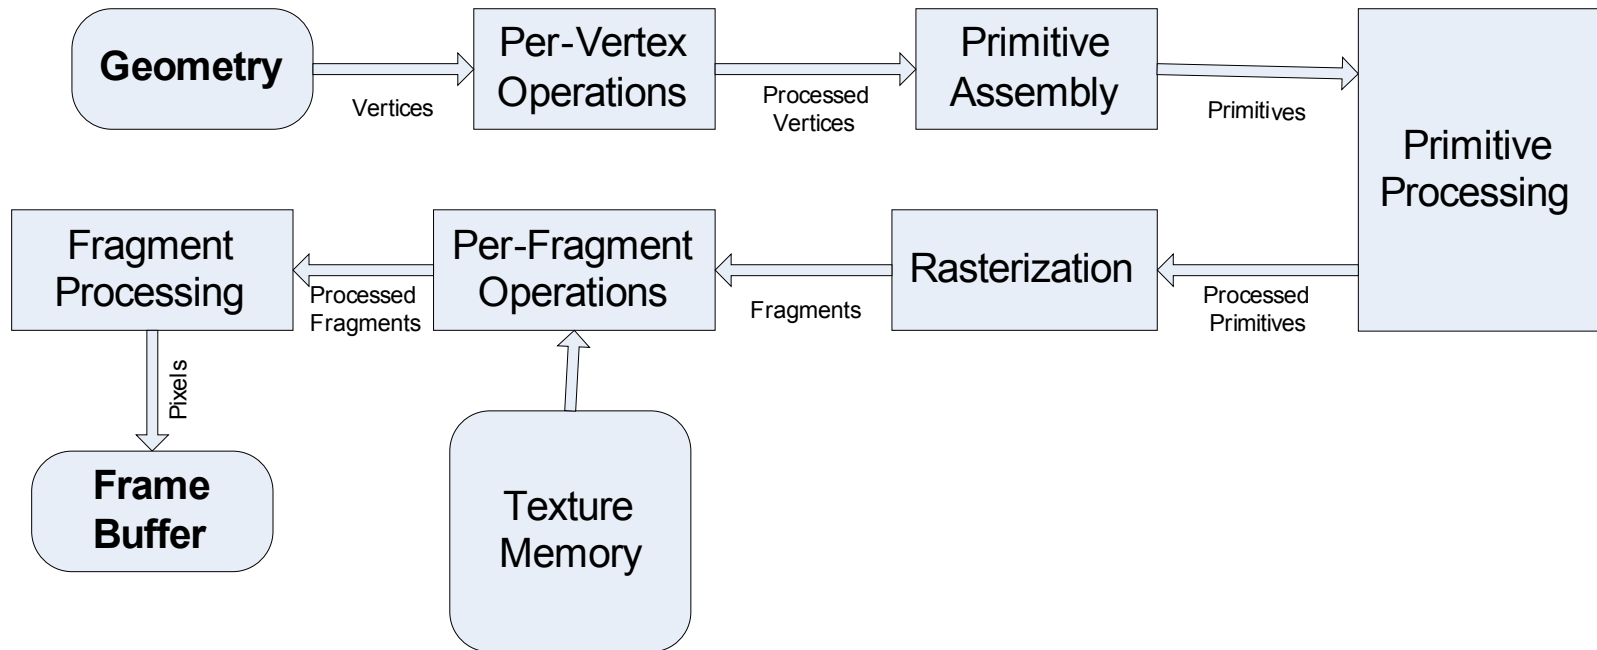 Geometry
Vertices
Per-Vertex
Operations
Processed
Vertices
Primitive
Assembly
Primitives
Primitive
Processing
Processed
Primitives
Rasterization
Fragments
Per-Fragment
Operations
Processed
Fragments
Fragment
Processing
Pixels
Frame
Buffer
Texture
Memory